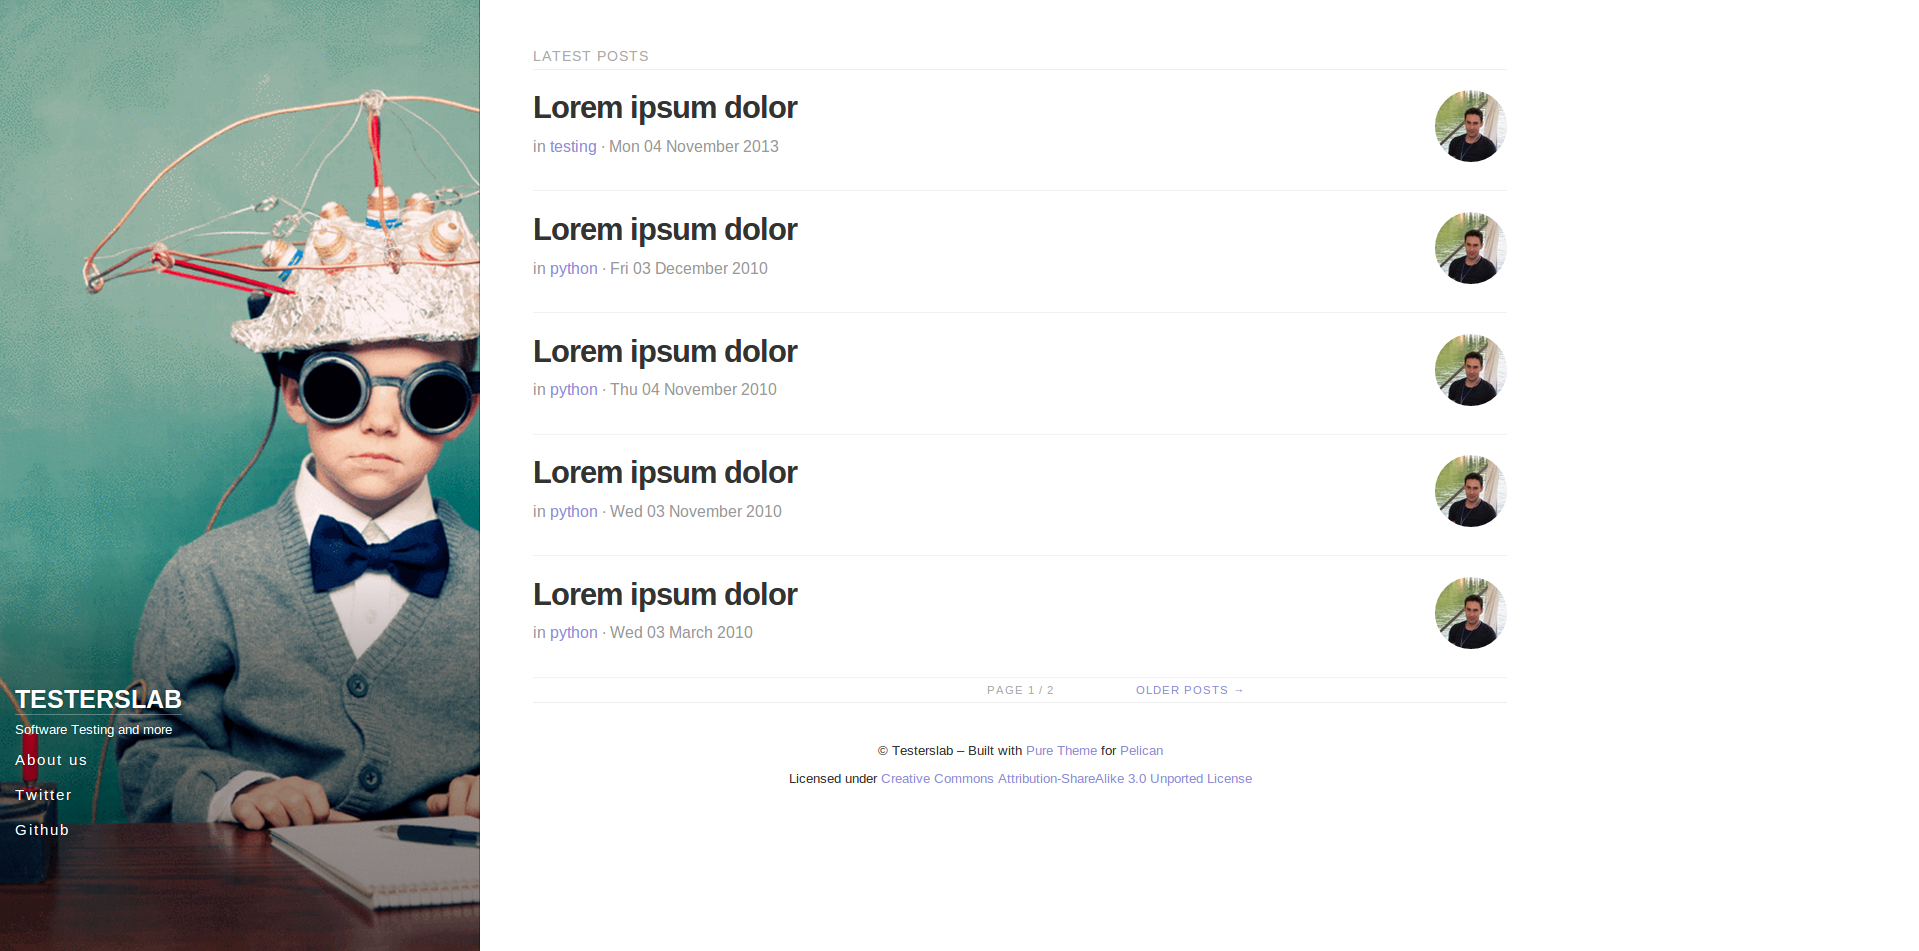 TESTERSLAB
Software Testing and more
About us
Twitter
Github
LATEST POSTS
Lorem ipsum dolor
in testing · Mon 04 November 2013
Lorem ipsum dolor
in python · Fri 03 December 2010
Lorem ipsum dolor
in python · Thu 04 November 2010
Lorem ipsum dolor
in python · Wed 03 November 2010
Lorem ipsum dolor
in python · Wed 03 March 2010
PAGE 1 / 2 OLDER POSTS →
© Testerslab – Built with Pure Theme for Pelican
Licensed under Creative Commons Attribution-ShareAlike 3.0 Unported License